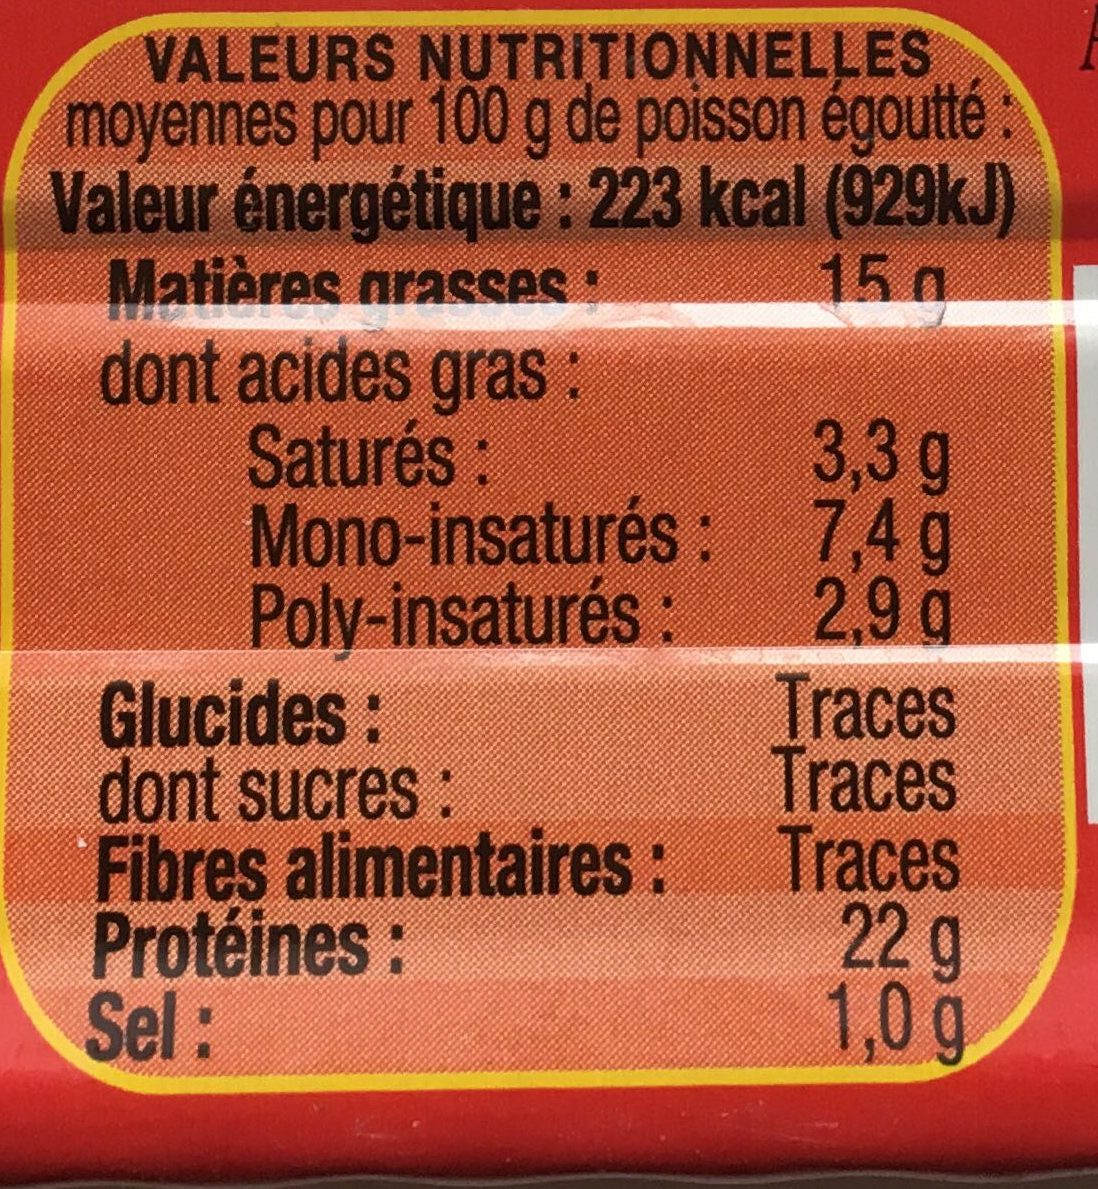 VALEURS NUTRITIONNELLES
moyennes pour 100 g de poisson égoutté :
Valeur énergétique : 223 kcal (929kJ)
Matières grasses : 15 g
dont acides gras :
Saturés : 3,3 g
Mono-insaturés : 7,4 g
Poly-insaturés : 2,9 g
Glucides : Traces
dont sucres : Traces
Fibres alimentaires : Traces
Protéines : 22 g
Sel : 1,0 g